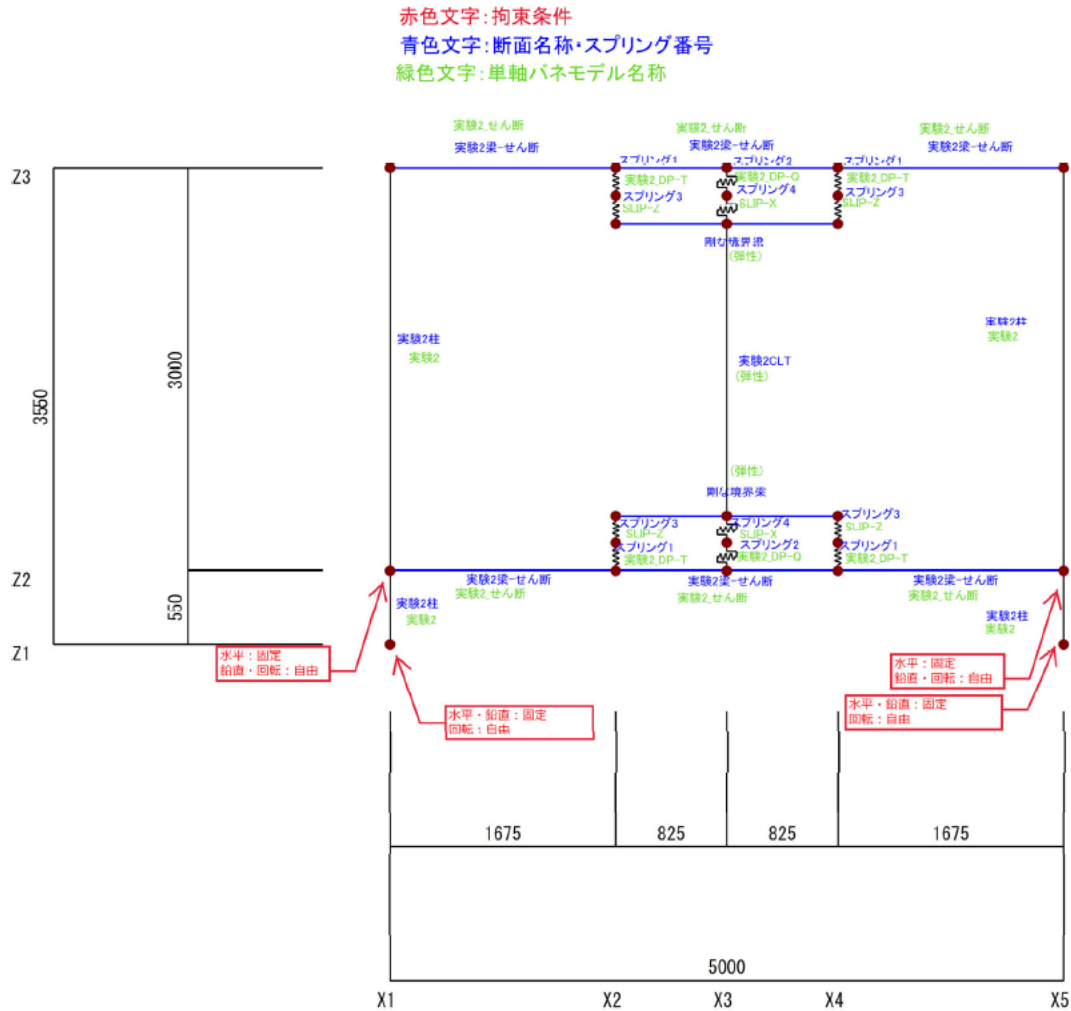 赤色文字:拘束条件
青色文字:断面名称・スプリング番号
緑色文字:単軸バネモデル名称
実験2_せん断 実験2_せん断 実験2_せん断
実験2梁-せん断 実験2梁-せん断 実験2梁-せん断
Z3
スプリング1 スプリング2 スプリング1
実験2_DP-T 実験2_DP-Q 実験2_DP-T
スプリング3 スプリング4 スプリング3
SLIP-Z SLIP-X SLIP-Z
剛な境界梁
(弾性)
実験2柱 実験2柱
実験2 実験2
3000
3550
実験2CLT
(弾性)
(弾性)
剛な境界梁
スプリング3 スプリング4 スプリング3
SLIP-Z SLIP-X SLIP-Z
スプリング1 スプリング2 スプリング1
実験2_DP-T 実験2_DP-Q 実験2_DP-T
Z2
実験2梁-せん断 実験2梁-せん断 実験2梁-せん断
実験2_せん断 実験2_せん断 実験2_せん断
550
実験2柱 実験2柱
実験2 実験2
Z1
水平:固定
鉛直・回転:自由
水平:固定
鉛直・回転:自由
水平・鉛直:固定
回転:自由
水平・鉛直:固定
回転:自由
1675 825 825 1675
5000
X1 X2 X3 X4 X5